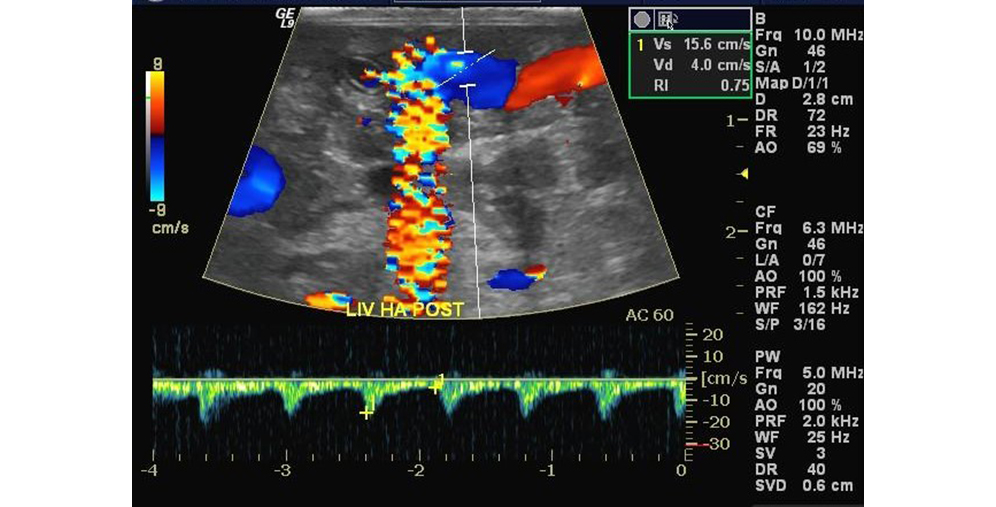 GE
L9
9
-9
cm/s
1 Vs 15.6 cm/s
Vd 4.0 cm/s
RI 0.75
B
Frq 10.0 MHz
Gn 46
S/A 1/2
Map D/1/1
D 2.8 cm
DR 72
FR 23 Hz
AO 69 %
1
2
CF
Frq 6.3 MHz
Gn 46
L/A 0/7
AO 100 %
PRF 1.5 kHz
WF 162 Hz
S/P 3/16
LIV HA POST
AC 60
PW
Frq 5.0 MHz
Gn 20
AO 100 %
PRF 2.0 kHz
WF 25 Hz
SV 3
DR 40
SVD 0.6 cm
20
10
[cm/s
-10
-20
-30
1
-4 -3 -2 -1 0